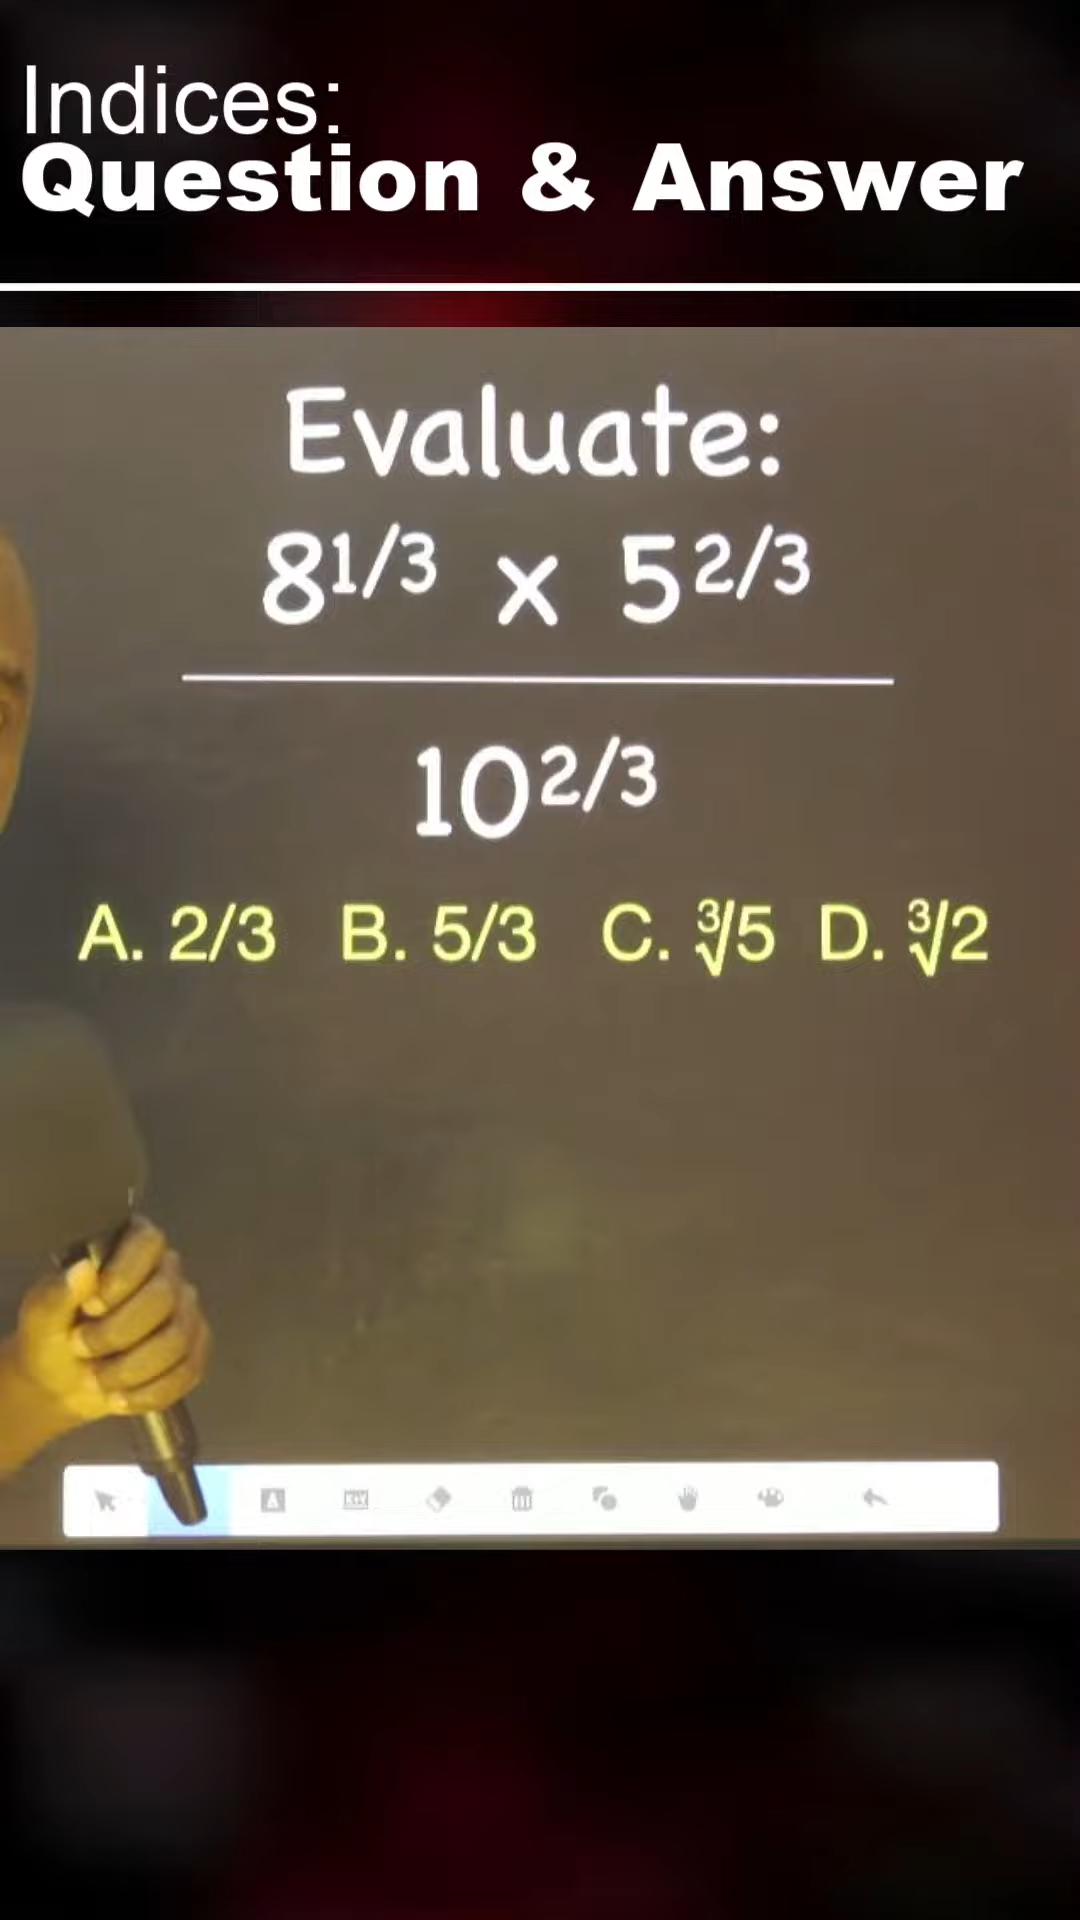 Indices:
Question & Answer
Evaluate:
8^1/3 x 5^2/3
10^2/3
A. 2/3 B. 5/3 C. ∛5 D. ∛2